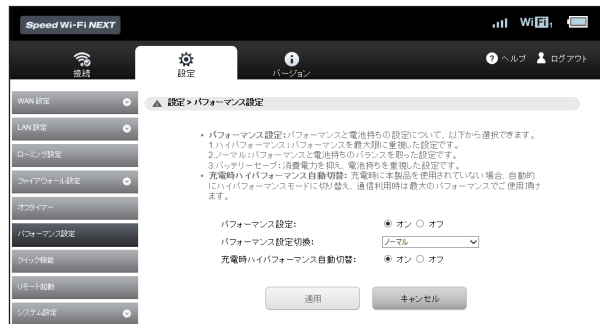 Speed Wi-Fi NEXT
WiFi 1
接続
設定
バージョン
? ヘルプ ログアウト
WAN 設定
LAN 設定
ローミング設定
ファイアウォール設定
オフタイマー
パフォーマンス設定
クイック機能
リモート起動
システム設定
設定 > パフォーマンス設定
• パフォーマンス設定:パフォーマンスと電池持ちの設定について、以下から選択できます。
1.ハイパフォーマンス:パフォーマンスを最大限に重視した設定です。
2.ノーマル:パフォーマンスと電池持ちのバランスを取った設定です。
3.バッテリーセーブ:消費電力を抑え、電池持ちを重視した設定です。
• 充電時ハイパフォーマンス自動切替: 充電時に本製品を使用されていない場合、自動的
にハイパフォーマンスモードに切り替え、通信利用時は最大のパフォーマンスでご使用頂け
ます。
パフォーマンス設定: オン オフ
パフォーマンス設定切換: ノーマル
充電時ハイパフォーマンス自動切替: オン オフ
適用 キャンセル